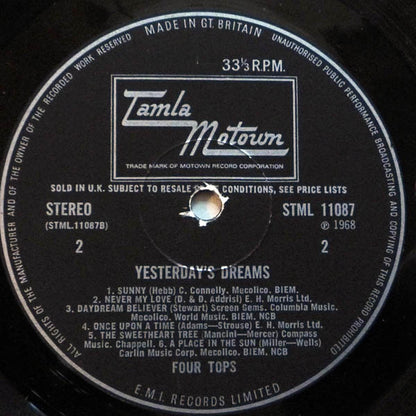 MADE IN GT. BRITAIN
ALL RIGHTS OF THE MANUFACTURER AND OF THE OWNER OF THE RECORDED WORK RESERVED
UNAUTHORISED PUBLIC PERFORMANCE BROADCASTING AND COPYING OF THIS RECORD PROHIBITED
33⅓ R.P.M.
Tamla
Motown
TRADE MARK OF MOTOWN RECORD CORPORATION
SOLD IN U.K. SUBJECT TO RESALE CONDITIONS, SEE PRICE LISTS
STEREO STML 11087
(STML.11087B) ℗ 1968
2 2
YESTERDAY'S DREAMS
1. SUNNY (Hebb) C. Connelly. Mecolico. BIEM.
2. NEVER MY LOVE (D. & D. Addrisi) E. H. Morris Ltd.
3. DAYDREAM BELIEVER (Stewart) Screen Gems. Columbia Music.
Mecolico. World Music. BIEM. NCB
4. ONCE UPON A TIME (Adams—Strouse) E. H. Morris Ltd.
5. THE SWEETHEART TREE (Mancini—Mercer) Compass
Music. Chappell. 6. A PLACE IN THE SUN (Miller—Wells)
Carlin Music Corp. Mecolico. BIEM. NCB
FOUR TOPS
E.M.I. RECORDS LIMITED